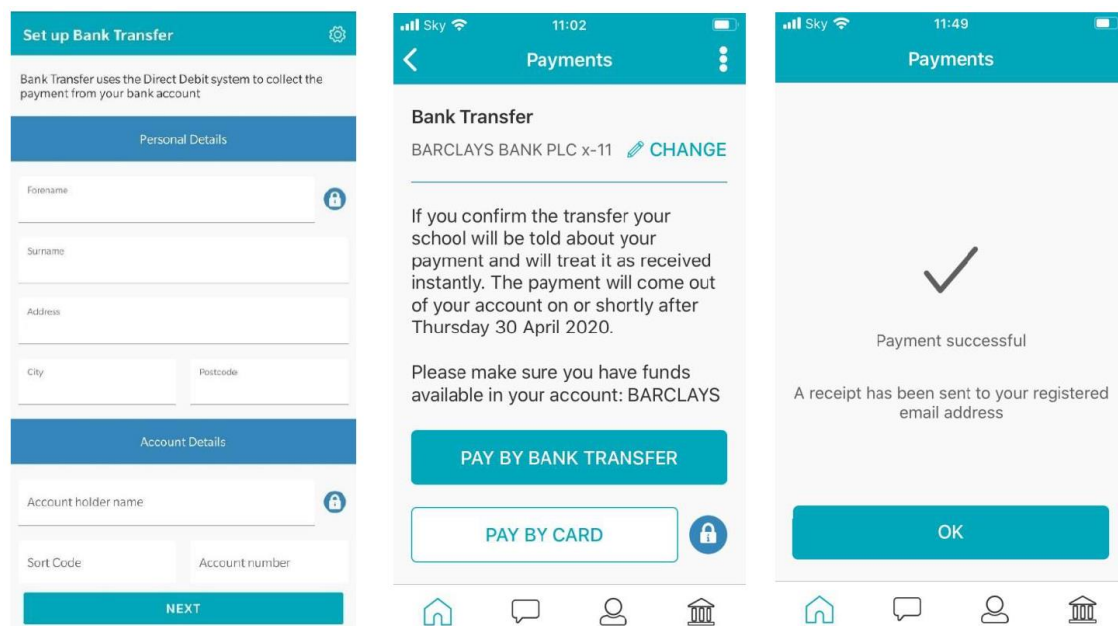 Set up Bank Transfer
Bank Transfer uses the Direct Debit system to collect the
payment from your bank account
Personal Details
Forename
Surname
Address
City
Postcode
Account Details
Account holder name
Sort Code
Account number
NEXT
Sky
11:02
Payments
Bank Transfer
BARCLAYS BANK PLC x-11
CHANGE
If you confirm the transfer your
school will be told about your
payment and will treat it as received
instantly. The payment will come out
of your account on or shortly after
Thursday 30 April 2020.
Please make sure you have funds
available in your account: BARCLAYS
PAY BY BANK TRANSFER
PAY BY CARD
Sky
11:49
Payments
Payment successful
A receipt has been sent to your registered
email address
OK